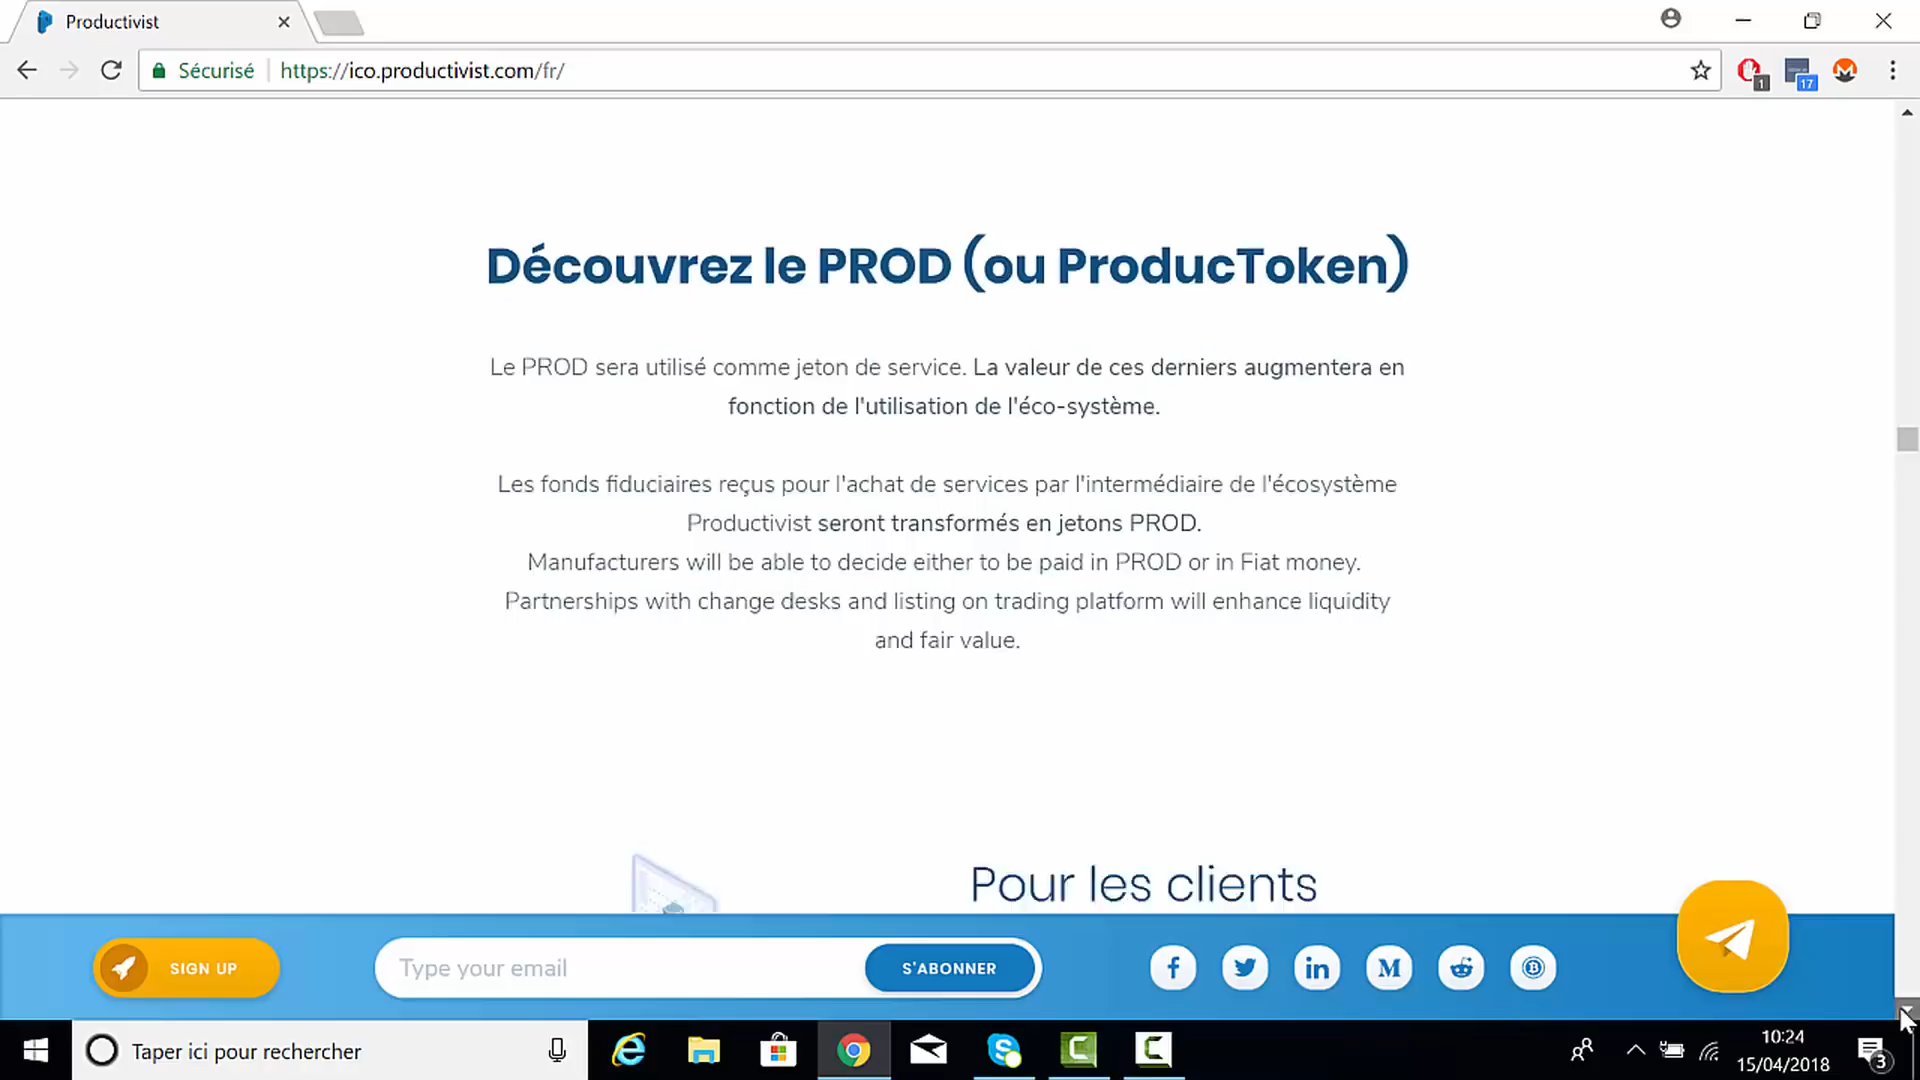 Productivist
Sécurisé
https://ico.productivist.com/fr/
1
17
Découvrez le PROD (ou ProducToken)
Le PROD sera utilisé comme jeton de service. La valeur de ces derniers augmentera en
fonction de l'utilisation de l'éco-système.
Les fonds fiduciaires reçus pour l'achat de services par l'intermédiaire de l'écosystème
Productivist seront transformés en jetons PROD.
Manufacturers will be able to decide either to be paid in PROD or in Fiat money.
Partnerships with change desks and listing on trading platform will enhance liquidity
and fair value.
Pour les clients
SIGN UP
Type your email
S'ABONNER
Taper ici pour rechercher
10:24
15/04/2018
3